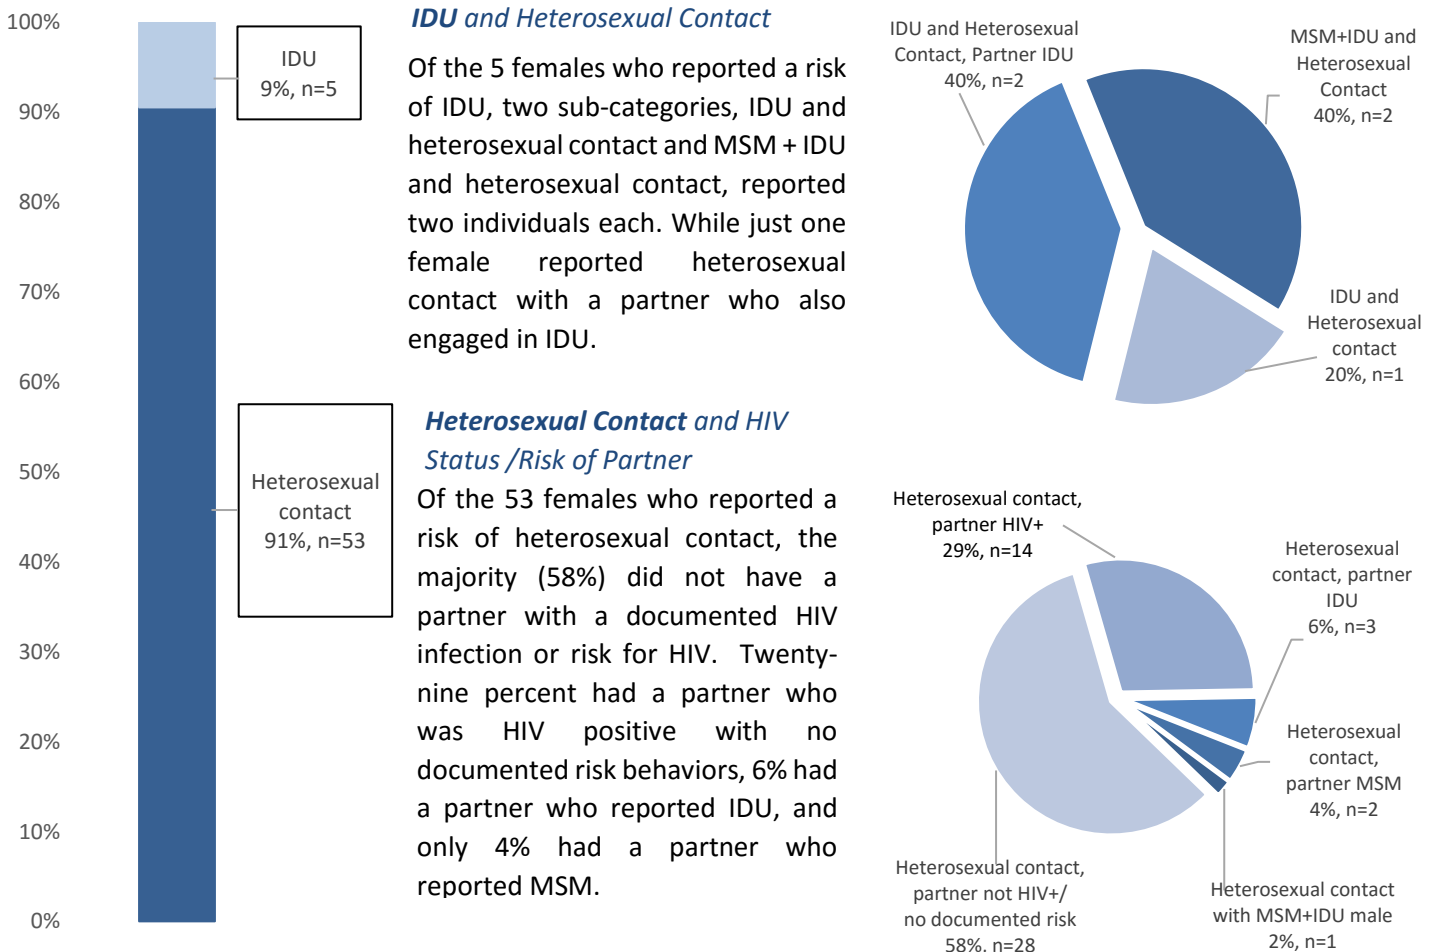 100%
90%
80%
70%
60%
50%
40%
30%
20%
10%
0%
IDU
9%, n=5
Heterosexual
contact
91%, n=53
IDU and Heterosexual Contact
Of the 5 females who reported a risk
of IDU, two sub-categories, IDU and
heterosexual contact and MSM + IDU
and heterosexual contact, reported
two individuals each. While just one
female reported heterosexual
contact with a partner who also
engaged in IDU.
IDU and Heterosexual
Contact, Partner IDU
40%, n=2
MSM+IDU and
Heterosexual
Contact
40%, n=2
IDU and
Heterosexual
contact
20%, n=1
Heterosexual Contact and HIV
Status /Risk of Partner
Of the 53 females who reported a
risk of heterosexual contact, the
majority (58%) did not have a
partner with a documented HIV
infection or risk for HIV. Twenty-
nine percent had a partner who
was HIV positive with no
documented risk behaviors, 6% had
a partner who reported IDU, and
only 4% had a partner who
reported MSM.
Heterosexual contact,
partner HIV+
29%, n=14
Heterosexual
contact, partner
IDU
6%, n=3
Heterosexual
contact,
partner MSM
4%, n=2
Heterosexual contact
with MSM+IDU male
2%, n=1
Heterosexual contact,
partner not HIV+/
no documented risk
58%, n=28